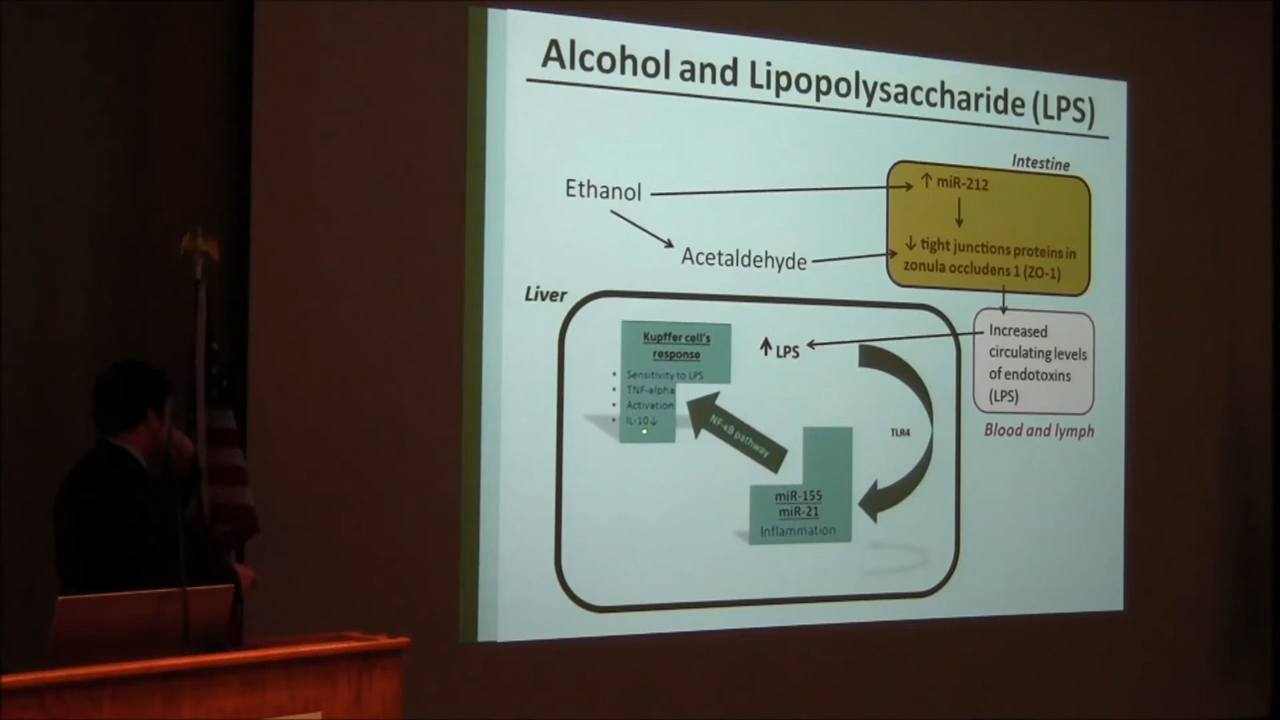 Alcohol and Lipopolysaccharide (LPS)
Intestine
Ethanol
↑ miR-212
Acetaldehyde
↓ tight junctions proteins in
zonula occludens 1 (ZO-1)
Liver
Kupffer cell's
response
• Sensitivity to LPS
• TNF-alpha
• Activation
• IL-10↓
↑ LPS
Increased
circulating levels
of endotoxins
(LPS)
Blood and lymph
NF-κB pathway
TLR4
miR-155
miR-21
Inflammation